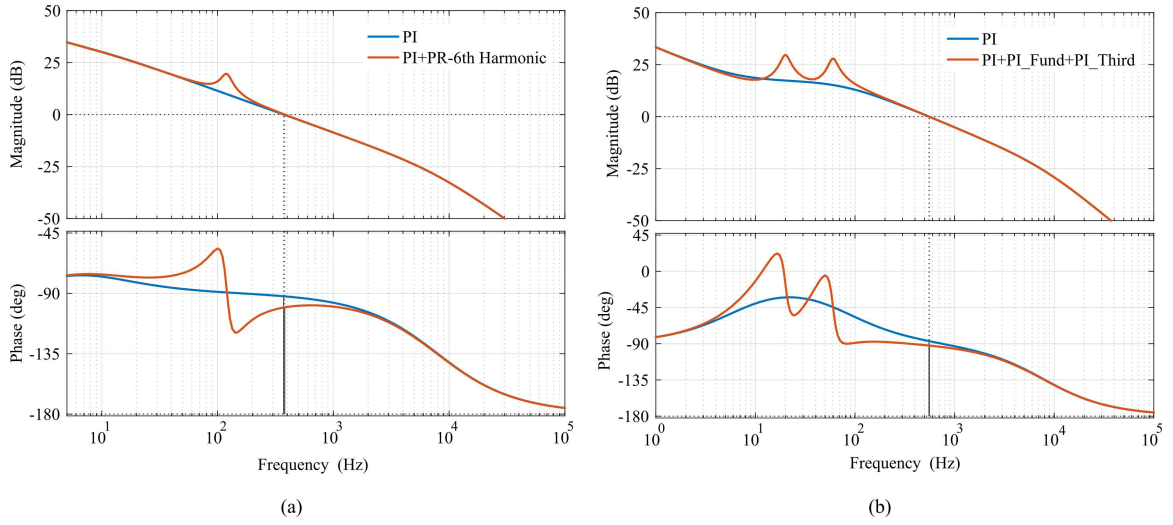 50
25
0
-25
50
Magnitude (dB)
PI
PI+PR-6th Harmonic
-45
-90
-135
-180
Phase (deg)
10^1
10^2
10^3
10^4
10^5
Frequency (Hz)
(a)
50
25
0
-25
-50
Magnitude (dB)
PI
PI+PI_Fund+PI_Third
45
0
-45
-90
-135
-180
Phase (deg)
10^0
10^1
10^2
10^3
10^4
10^5
Frequency (Hz)
(b)